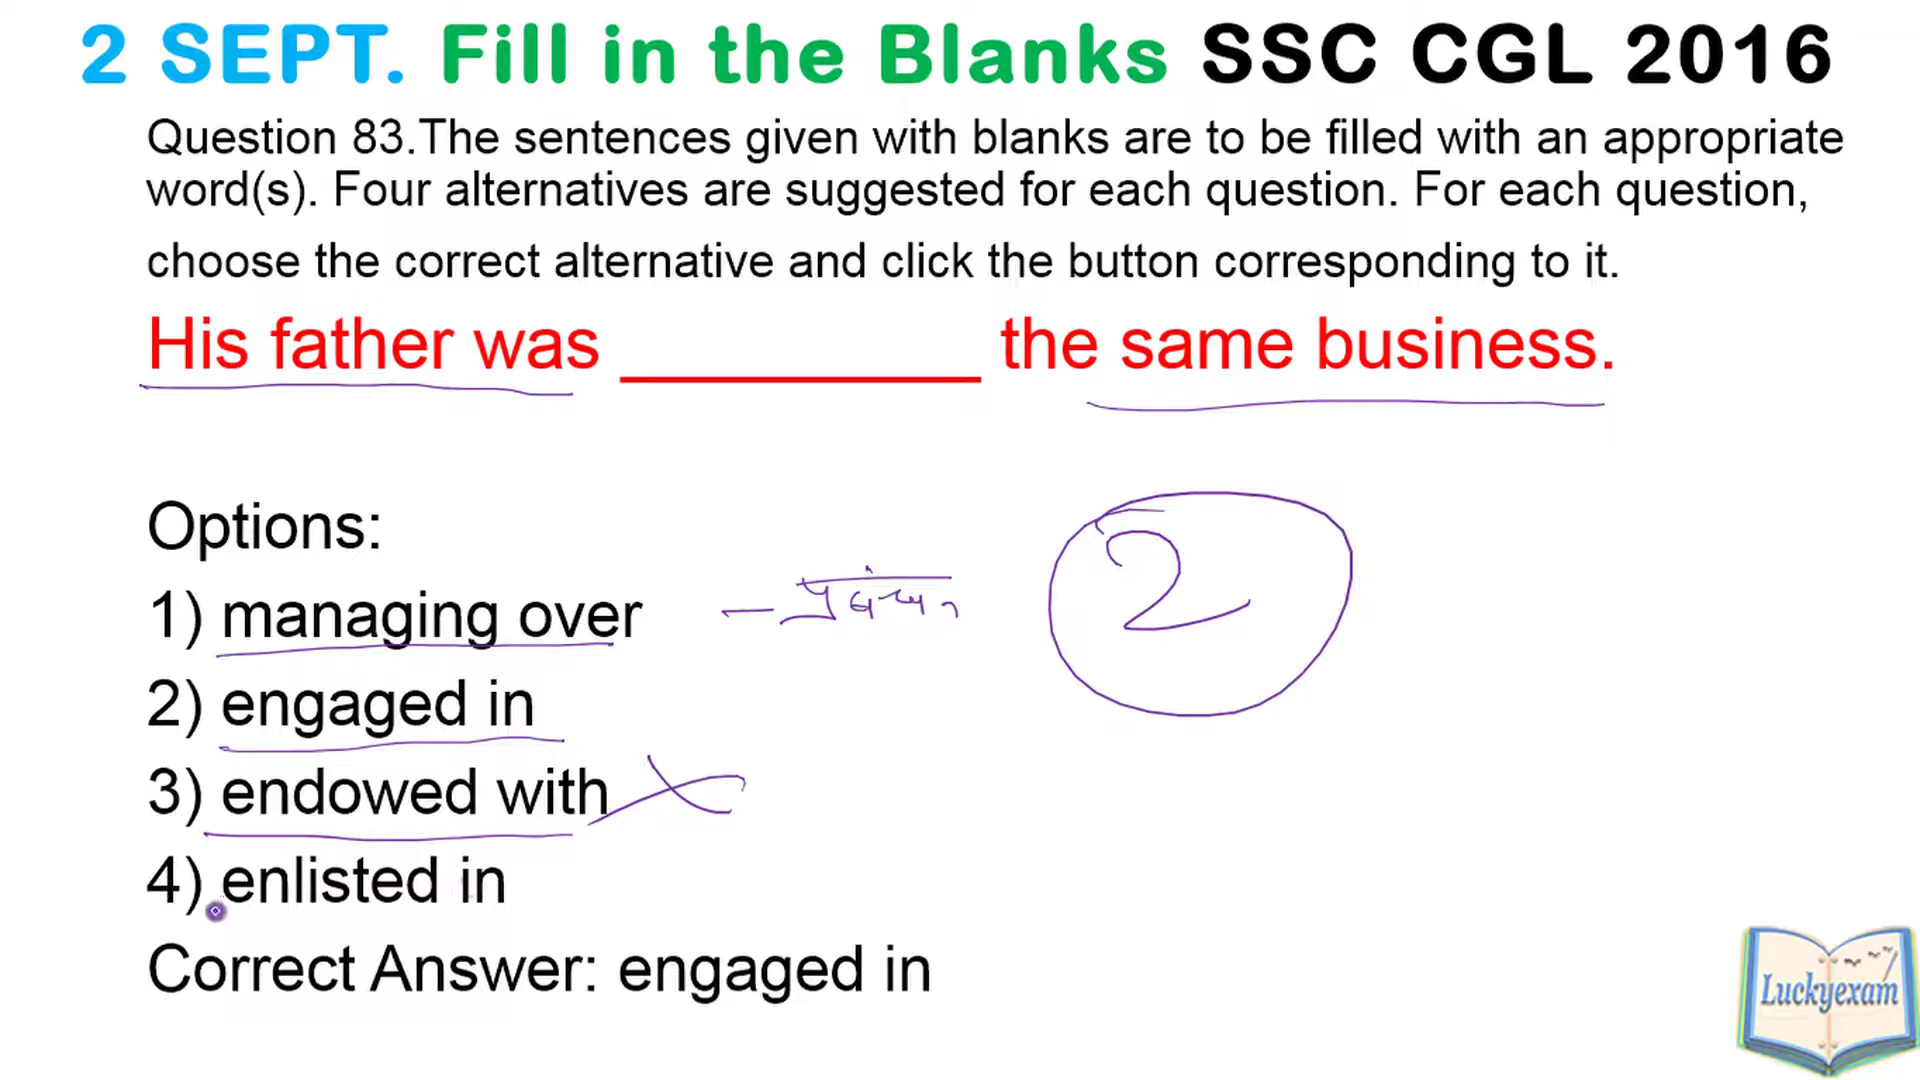 2 SEPT. Fill in the Blanks SSC CGL 2016
Question 83.The sentences given with blanks are to be filled with an appropriate
word(s). Four alternatives are suggested for each question. For each question,
choose the correct alternative and click the button corresponding to it.
His father was __________ the same business.
Options:
1) managing over
2
2) engaged in
3) endowed with
4) enlisted in
Correct Answer: engaged in
Luckyexam